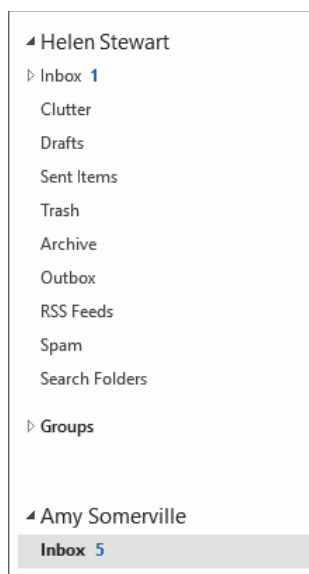 Helen Stewart
Inbox 1
Clutter
Drafts
Sent Items
Trash
Archive
Outbox
RSS Feeds
Spam
Search Folders
Groups
Amy Somerville
Inbox 5